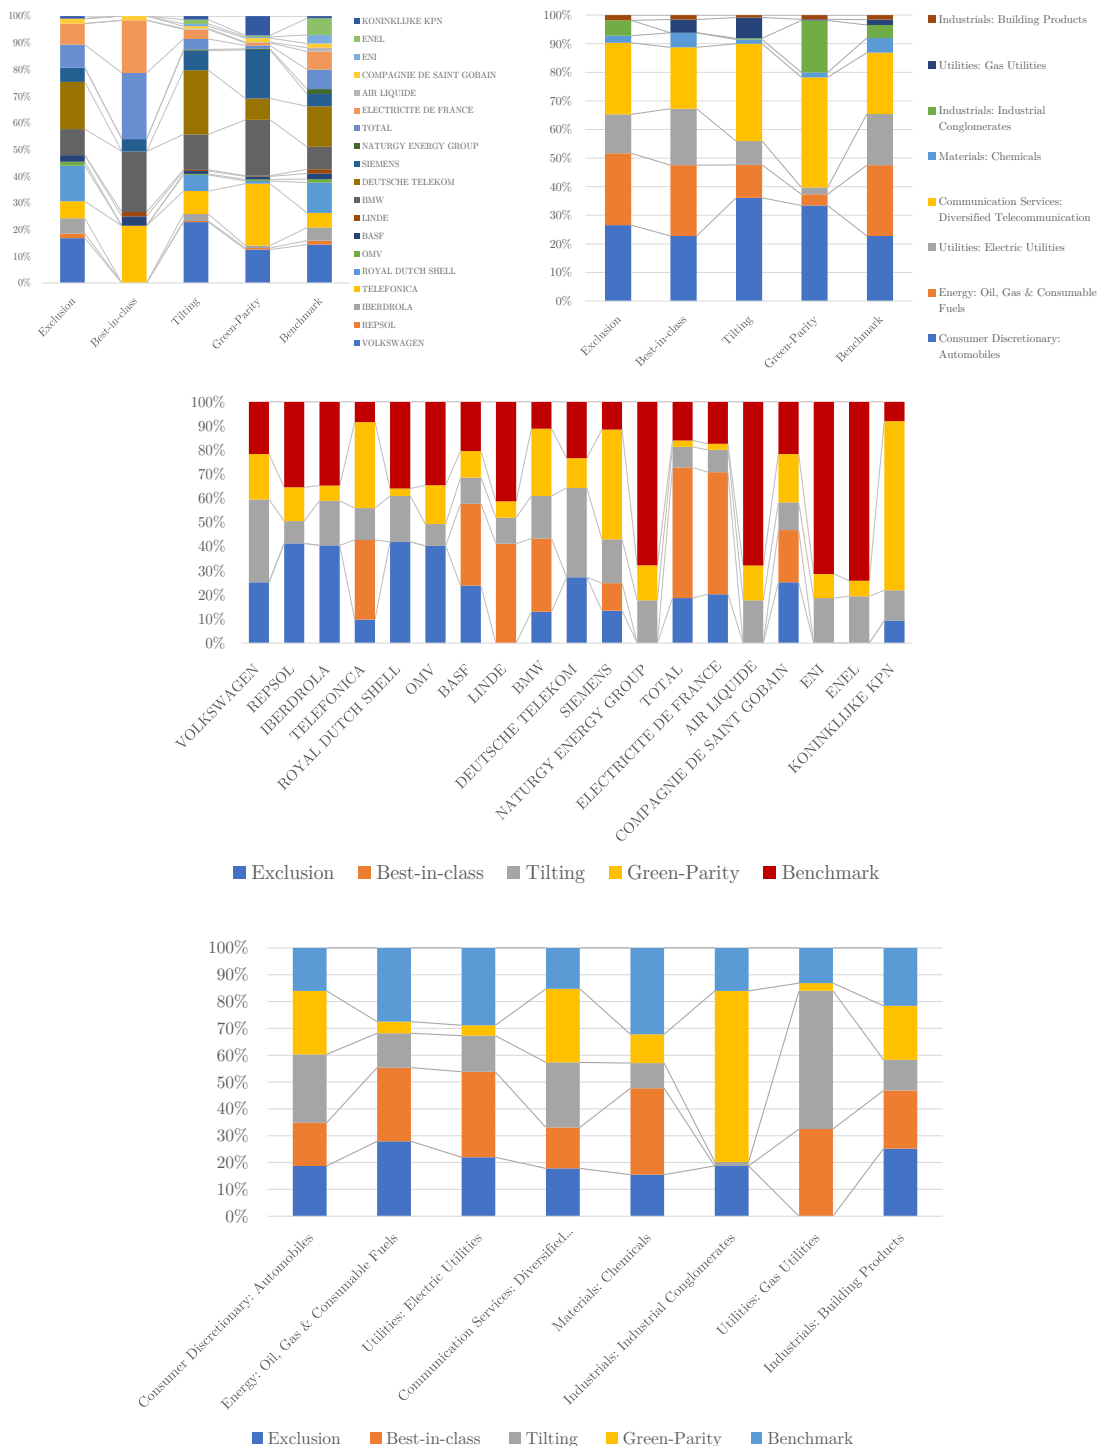 100%
90%
80%
70%
60%
50%
40%
30%
20%
10%
0%
Exclusion
Best-in-class
Tilting
Green-Parity
Benchmark
KONINKLIJKE KPN
ENEL
ENI
COMPAGNIE DE SAINT GOBAIN
AIR LIQUIDE
ELECTRICITE DE FRANCE
TOTAL
NATURGY ENERGY GROUP
SIEMENS
DEUTSCHE TELEKOM
BMW
LINDE
BASF
OMV
ROYAL DUTCH SHELL
TELEFONICA
IBERDROLA
REPSOL
VOLKSWAGEN
100%
90%
80%
70%
60%
50%
40%
30%
20%
10%
0%
Exclusion
Best-in-class
Tilting
Green-Parity
Benchmark
Industrials: Building Products
Utilities: Gas Utilities
Industrials: Industrial
Conglomerates
Materials: Chemicals
Communication Services:
Diversified Telecommunication
Utilities: Electric Utilities
Energy: Oil, Gas & Consumable
Fuels
Consumer Discretionary:
Automobiles
100%
90%
80%
70%
60%
50%
40%
30%
20%
10%
0%
VOLKSWAGEN
REPSOL
IBERDROLA
TELEFONICA
ROYAL DUTCH SHELL
OMV
BASF
LINDE
BMW
DEUTSCHE TELEKOM
SIEMENS
NATURGY ENERGY GROUP
TOTAL
ELECTRICITE DE FRANCE
AIR LIQUIDE
COMPAGNIE DE SAINT GOBAIN
ENI
ENEL
KONINKLIJKE KPN
Exclusion Best-in-class Tilting Green-Parity Benchmark
100%
90%
80%
70%
60%
50%
40%
30%
20%
10%
0%
Consumer Discretionary: Automobiles
Energy: Oil, Gas & Consumable Fuels
Utilities: Electric Utilities
Communication Services: Diversified...
Materials: Chemicals
Industrials: Industrial Conglomerates
Utilities: Gas Utilities
Industrials: Building Products
Exclusion Best-in-class Tilting Green-Parity Benchmark